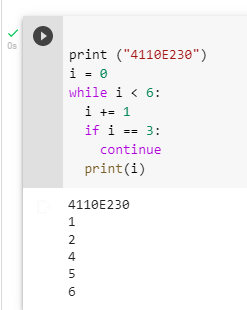 print ("4110E230")
0s
i = 0
while i < 6:
  i += 1
  if i == 3:
    continue
  print(i)
4110E230
1
2
4
5
6